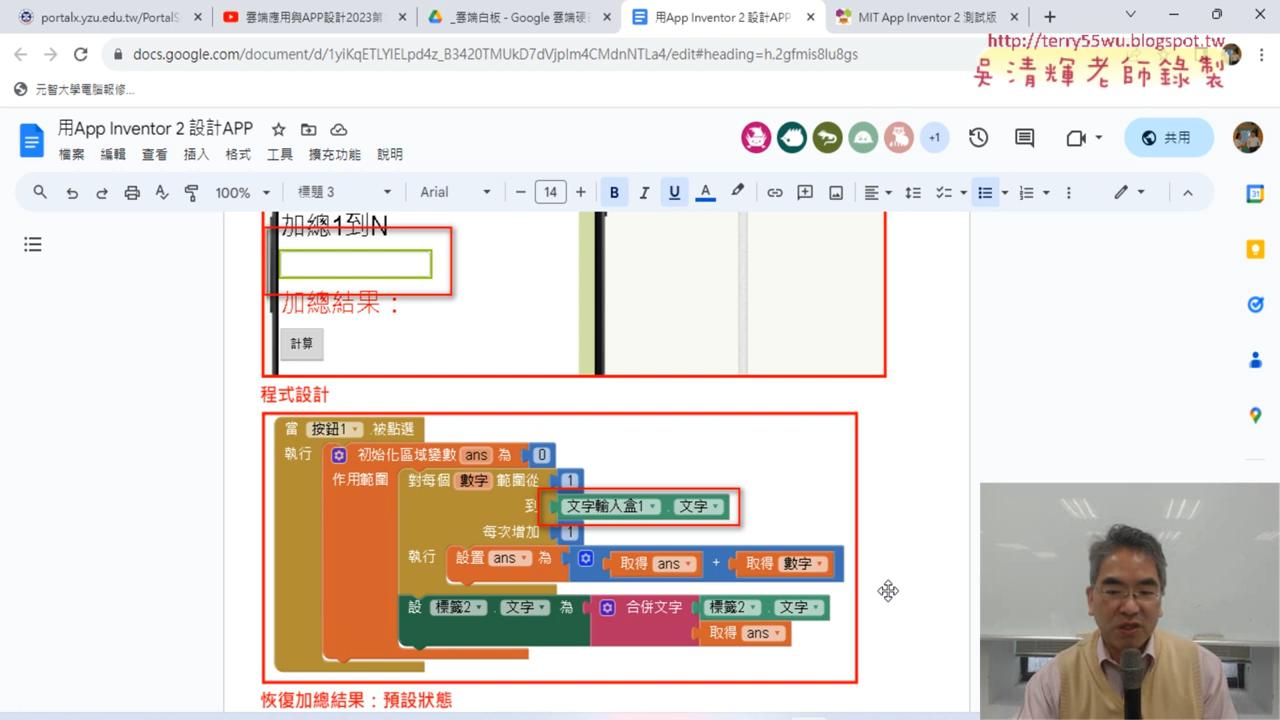 portalx.yzu.edu.tw/PortalS
雲端應用與APP設計2023第
_雲端白板 - Google 雲端硬
用App Inventor 2 設計APP
MIT App Inventor 2 測試版
docs.google.com/document/d/1yiKqETLYIELpd4z_B3420TMUkD7dVjplm4CMdnNTLa4/edit#heading=h.2gfmis8lu8gs
http://terry55wu.blogspot.tw
吳清輝老師錄製
元智大學電腦報修...
用App Inventor 2 設計APP
檔案 編輯 查看 插入 格式 工具 擴充功能 說明
+1
共用
100%
標題 3
Arial
14
B I U A
加總1到N
加總結果：
計算
程式設計
當 按鈕1 .被點選
執行 初始化區域變數 ans 為 0
作用範圍 對每個 數字 範圍從 1
到 文字輸入盒1 . 文字
每次增加 1
執行 設置 ans 為 取得 ans + 取得 數字
設 標籤2 . 文字 為 合併文字 標籤2 . 文字
取得 ans
恢復加總結果：預設狀態